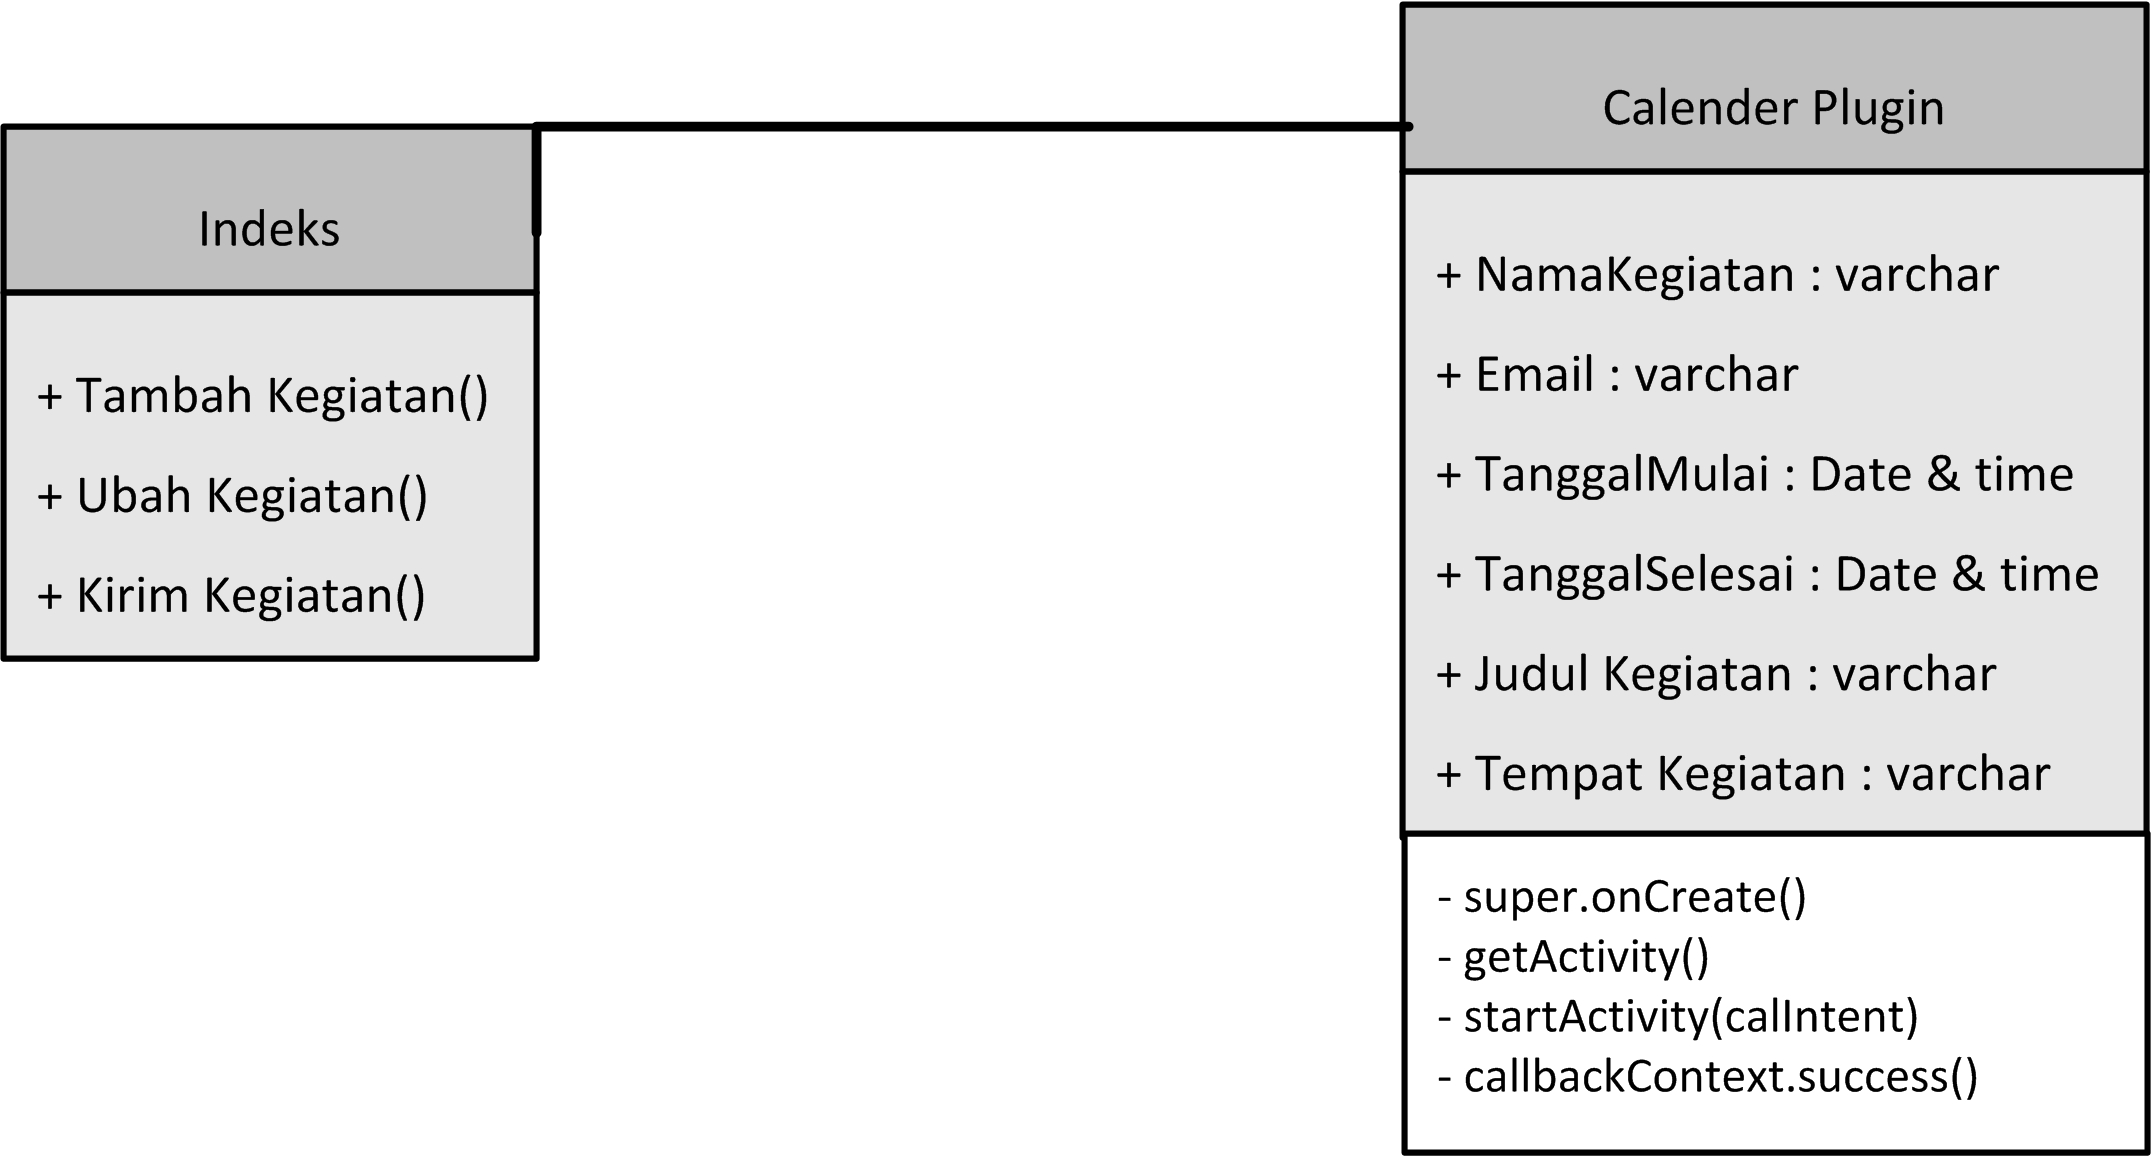 Indeks
+ Tambah Kegiatan()
+ Ubah Kegiatan()
+ Kirim Kegiatan()
Calender Plugin
+ NamaKegiatan : varchar
+ Email : varchar
+ TanggalMulai : Date & time
+ TanggalSelesai : Date & time
+ Judul Kegiatan : varchar
+ Tempat Kegiatan : varchar
- super.onCreate()
- getActivity()
- startActivity(calIntent)
- callbackContext.success()